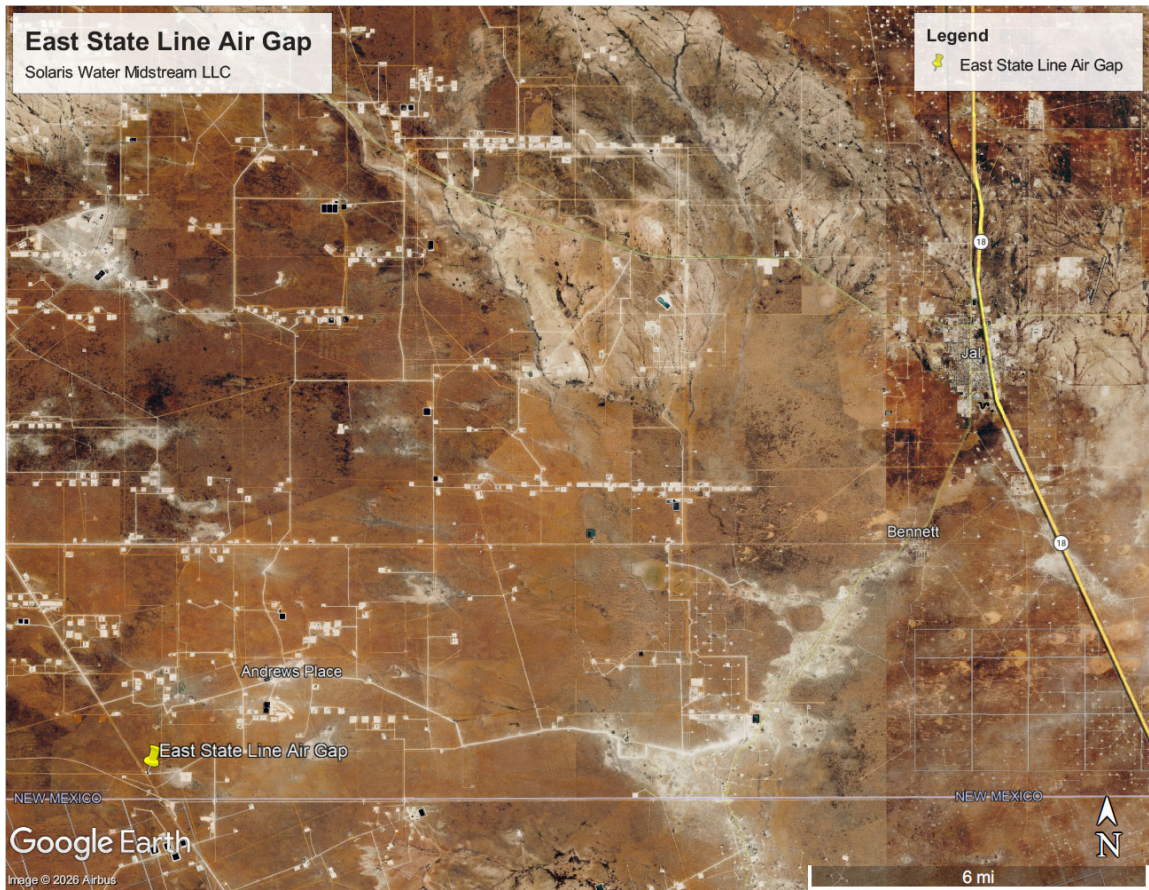 East State Line Air Gap
Solaris Water Midstream LLC
Legend
East State Line Air Gap
18
Jal
Bennett
18
Andrews Place
East State Line Air Gap
NEW MEXICO
NEW MEXICO
Google Earth
N
Image © 2026 Airbus
6 mi